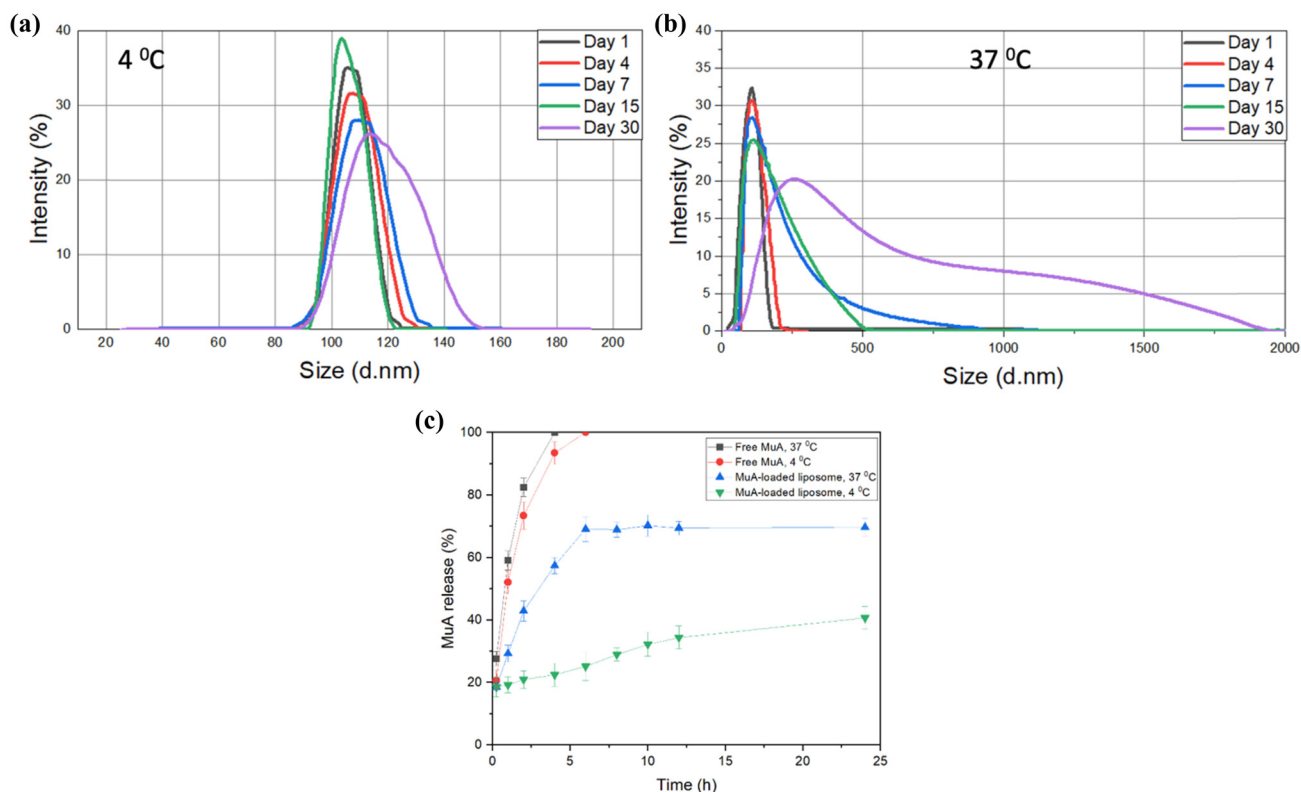 (a)
4 ⁰C
Day 1
Day 4
Day 7
Day 15
Day 30
Intensity (%)
40
30
20
10
0
20 40 60 80 100 120 140 160 180 200
Size (d.nm)
(b)
37 ⁰C
Day 1
Day 4
Day 7
Day 15
Day 30
Intensity (%)
40
35
30
25
20
15
10
5
0
0 500 1000 1500 2000
Size (d.nm)
(c)
Free MuA, 37 ⁰C
Free MuA, 4 ⁰C
MuA-loaded liposome, 37 ⁰C
MuA-loaded liposome, 4 ⁰C
MuA release (%)
100
80
60
40
20
0
0 5 10 15 20 25
Time (h)